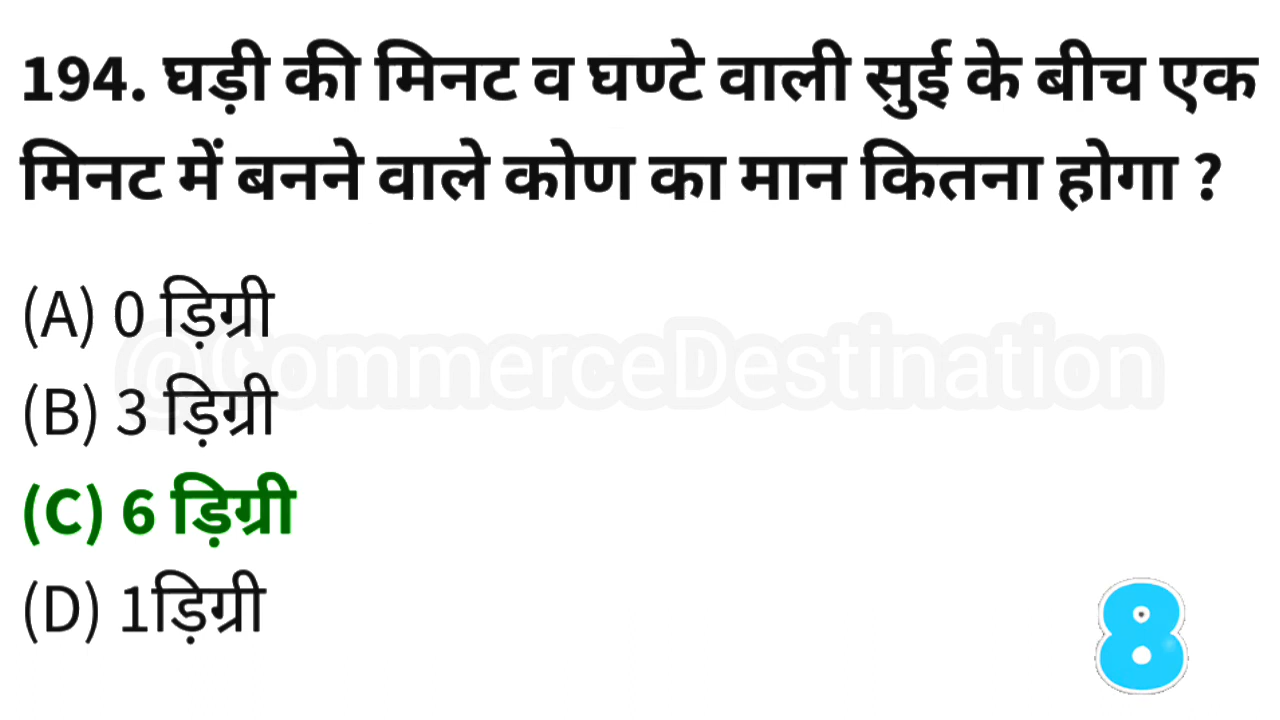 194. घड़ी की मिनट व घण्टे वाली सुई के बीच एक
मिनट में बनने वाले कोण का मान कितना होगा ?
(A) 0 ड़िग्री
@CommerceDestination
(B) 3 ड़िग्री
(C) 6 ड़िग्री
(D) 1ड़िग्री
8